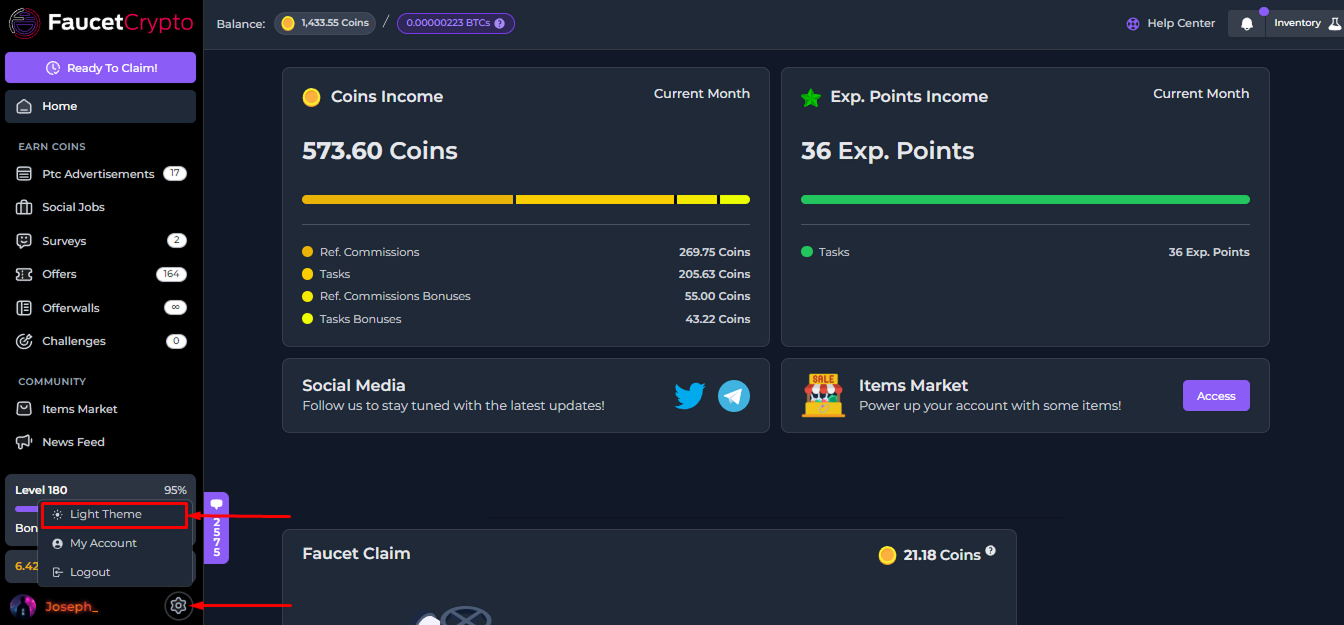 FaucetCrypto
Balance: 1,433.55 Coins / 0.00000223 BTCs ?
Help Center
Inventory
Ready To Claim!
Home
EARN COINS
Ptc Advertisements 17
Social Jobs
Surveys 2
Offers 164
Offerwalls ∞
Challenges 0
COMMUNITY
Items Market
News Feed
Level 180 95%
Bon
6.42
Light Theme
My Account
Logout
Joseph_
2575
Coins Income Current Month
573.60 Coins
Ref. Commissions 269.75 Coins
Tasks 205.63 Coins
Ref. Commissions Bonuses 55.00 Coins
Tasks Bonuses 43.22 Coins
Exp. Points Income Current Month
36 Exp. Points
Tasks 36 Exp. Points
Social Media
Follow us to stay tuned with the latest updates!
SALE
Items Market
Power up your account with some items!
Access
Faucet Claim 21.18 Coins ?